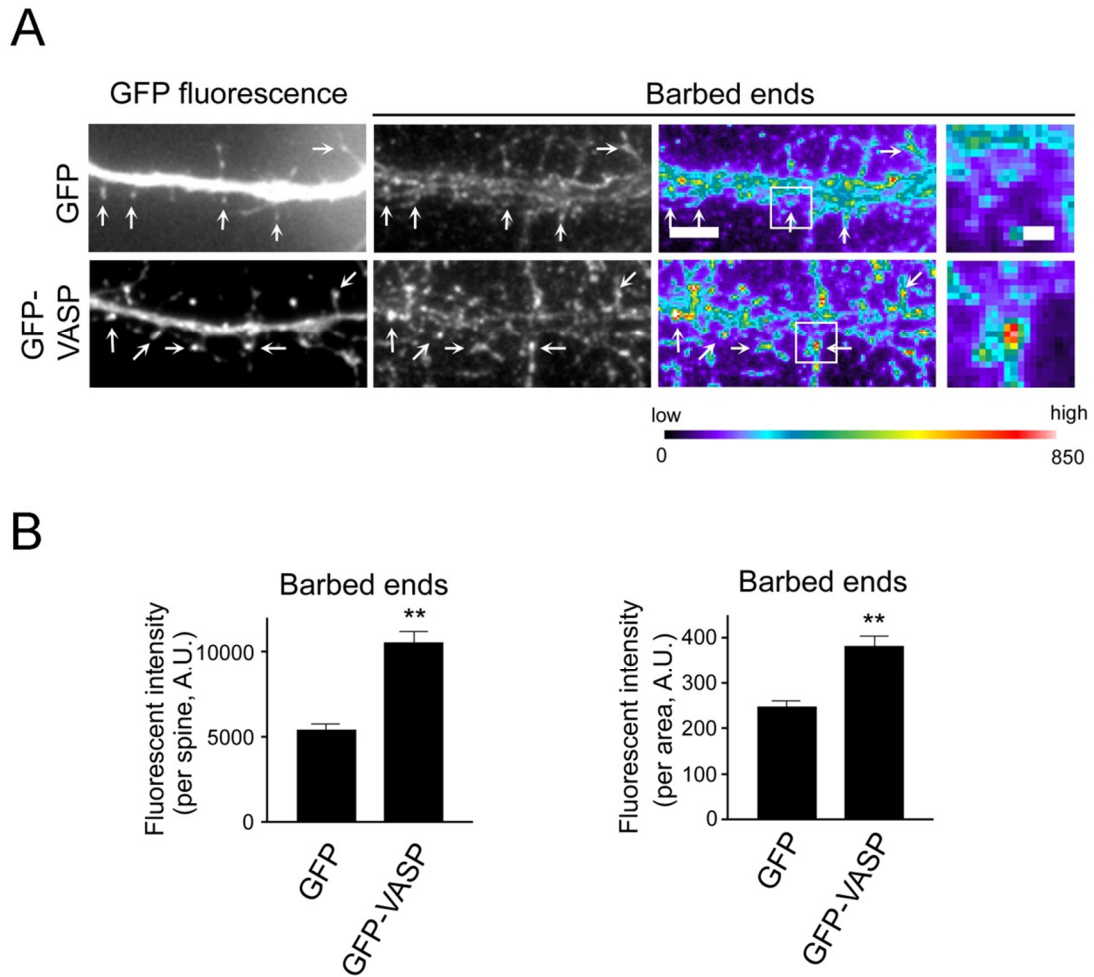 A
GFP fluorescence
Barbed ends
GFP
GFP-
VASP
low
high
0
850
B
Barbed ends
Fluorescent intensity
(per spine, A.U.)
**
10000
5000
0
GFP
GFP-VASP
Barbed ends
Fluorescent intensity
(per area, A.U.)
**
400
300
200
100
0
GFP
GFP-VASP